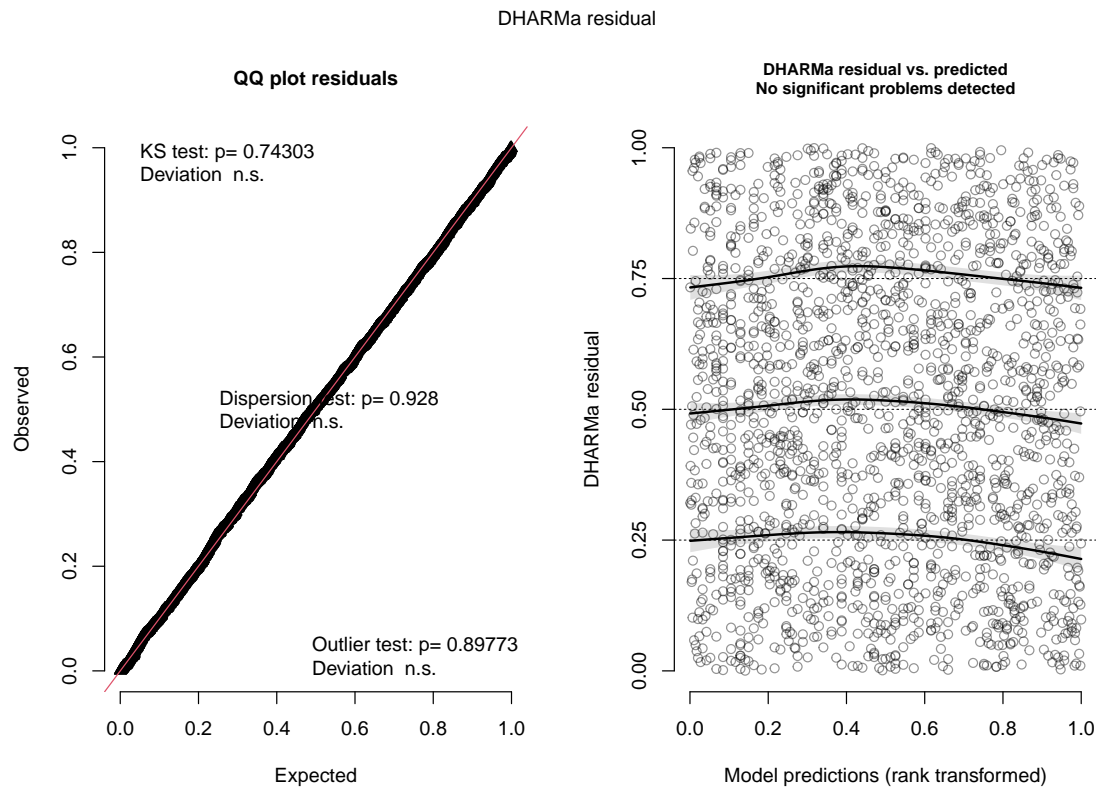 DHARMa residual
QQ plot residuals
KS test: p= 0.74303
Deviation  n.s.
Dispersion test: p= 0.928
Deviation  n.s.
Outlier test: p= 0.89773
Deviation  n.s.
Observed
0.0 0.2 0.4 0.6 0.8 1.0
0.0 0.2 0.4 0.6 0.8 1.0
Expected
DHARMa residual vs. predicted
No significant problems detected
DHARMa residual
0.00 0.25 0.50 0.75 1.00
0.0 0.2 0.4 0.6 0.8 1.0
Model predictions (rank transformed)